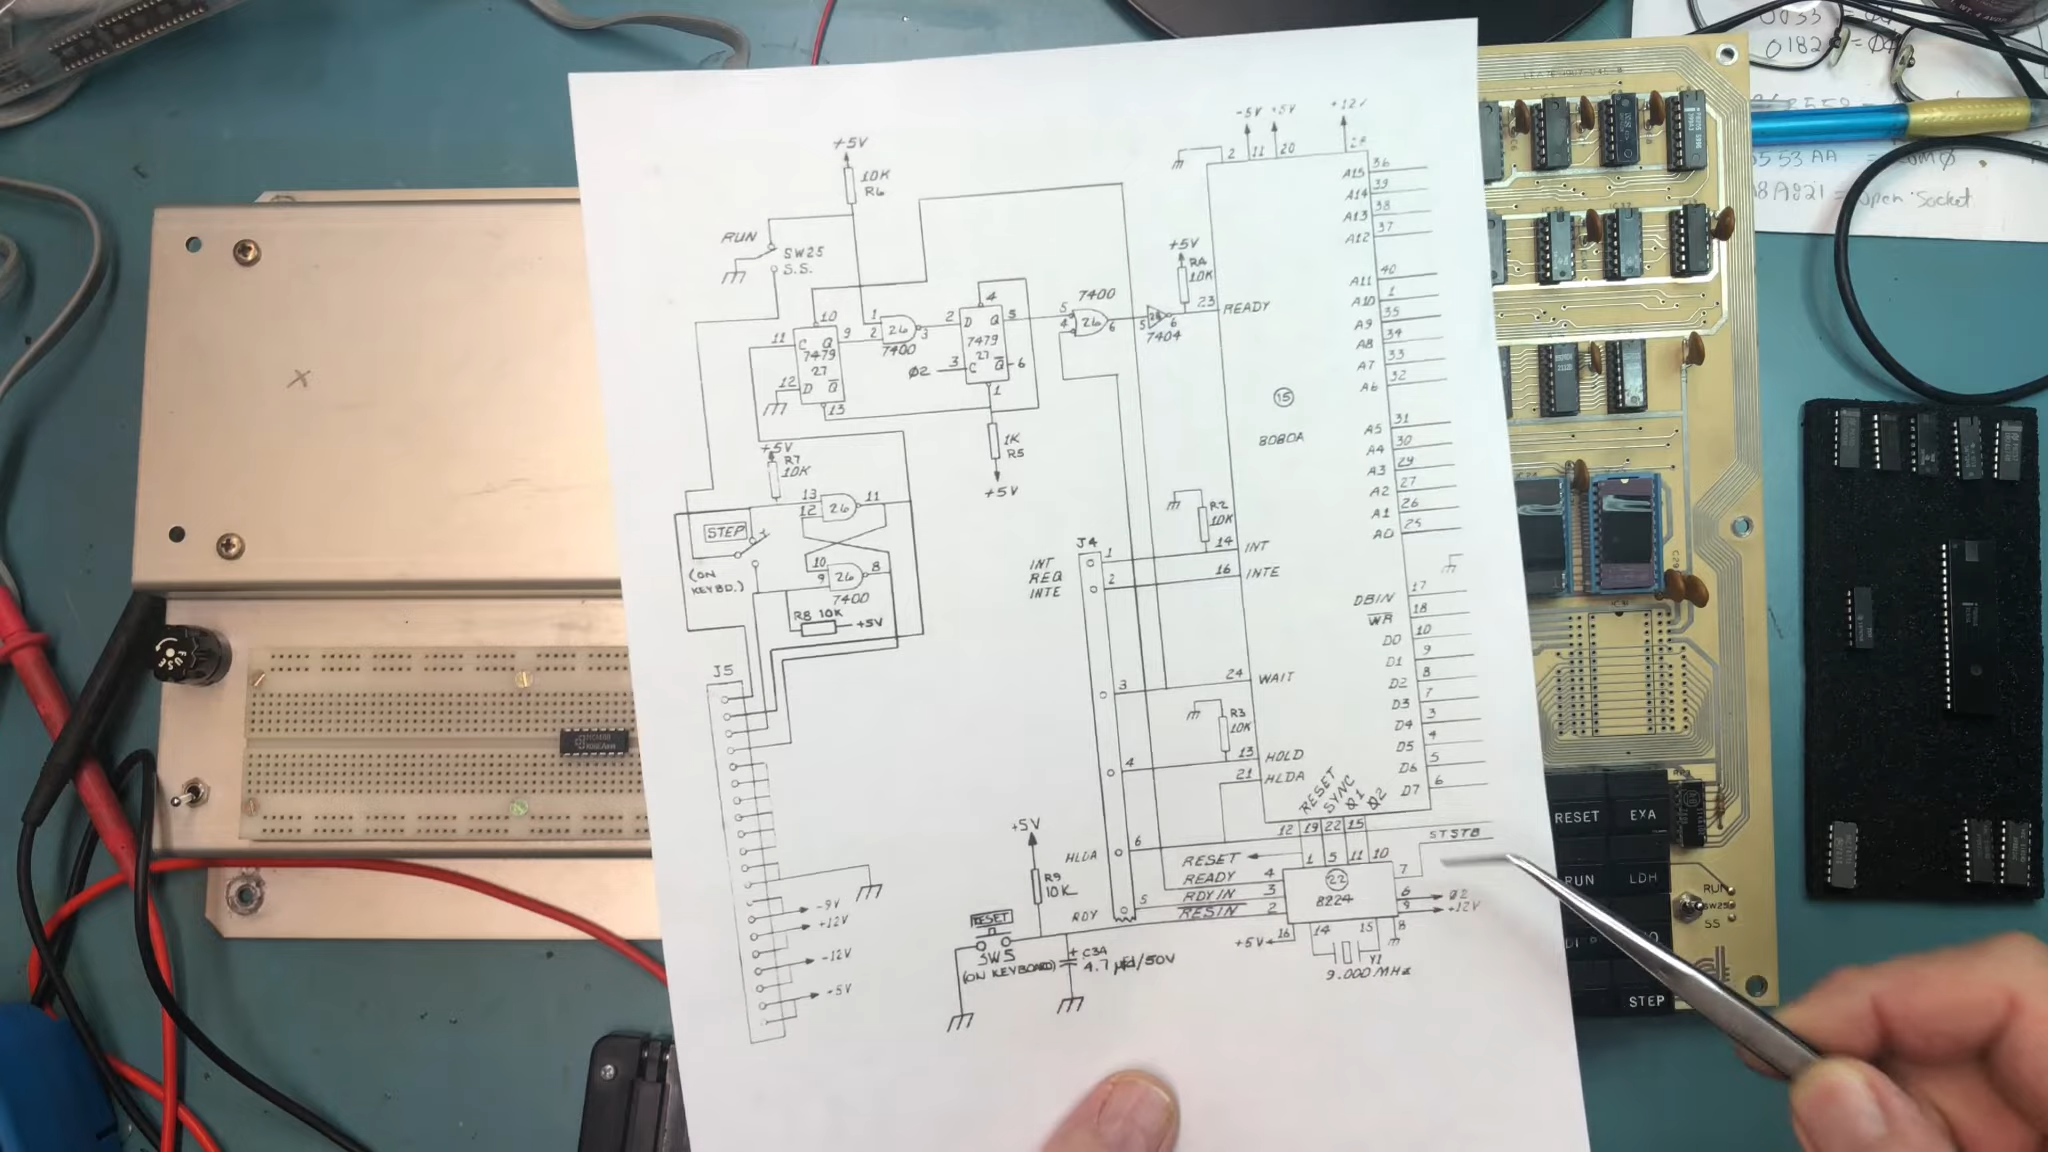 +5V
10K
R6
RUN
SW25
S.S.
10
11
C Q
7479
27
12
D Q̅
9
13
1
2
26
3
7400
2
D Q
5
4
7479
27
Ø2
3
C Q̅
6
1
1K
R5
+5V
5
4
7400
26
6
5
6
7404
+5V
R4
10K
23
READY
-5V +5V
+12V
2
11
20
28
A15 36
A14 39
A13 38
A12 37
A11 40
A10 1
A9 35
A8 34
A7 33
A6 32
A5 31
A4 30
A3 29
A2 27
A1 26
A0 25
15
8080A
DBIN 17
WR 18
D0 10
D1 9
D2 8
D3 7
D4 3
D5 4
D6 5
D7 6
+5V
R7
10K
13
12
26
11
STEP
(ON
KEYBD.)
10
9
26
8
7400
R8 10K
+5V
J5
-9V
+12V
-12V
+5V
J4
INT
REQ
INTE
1
2
R2
10K
14
INT
16
INTE
3
24
WAIT
R3
10K
4
13
HOLD
21
HLDA
RESET
SYNC
Ø1
Ø2
12
19
22
15
HLDA
6
RESET
1
5
11
10
STSTB
7
READY
4
RDYIN
3
RESIN
2
RDY
5
22
8224
6
Ø2
9
+12V
8
+5V
16
14
15
Y1
9.000 MHz
+5V
R9
10K
RESET
SW5
(ON KEYBOARD)
C34
4.7 µfd/50V
FUSE
0033 =
0182
553AA
8A821 = open Socket
RESET
EXA
RUN
LDH
STEP
RUN
SW25
SS